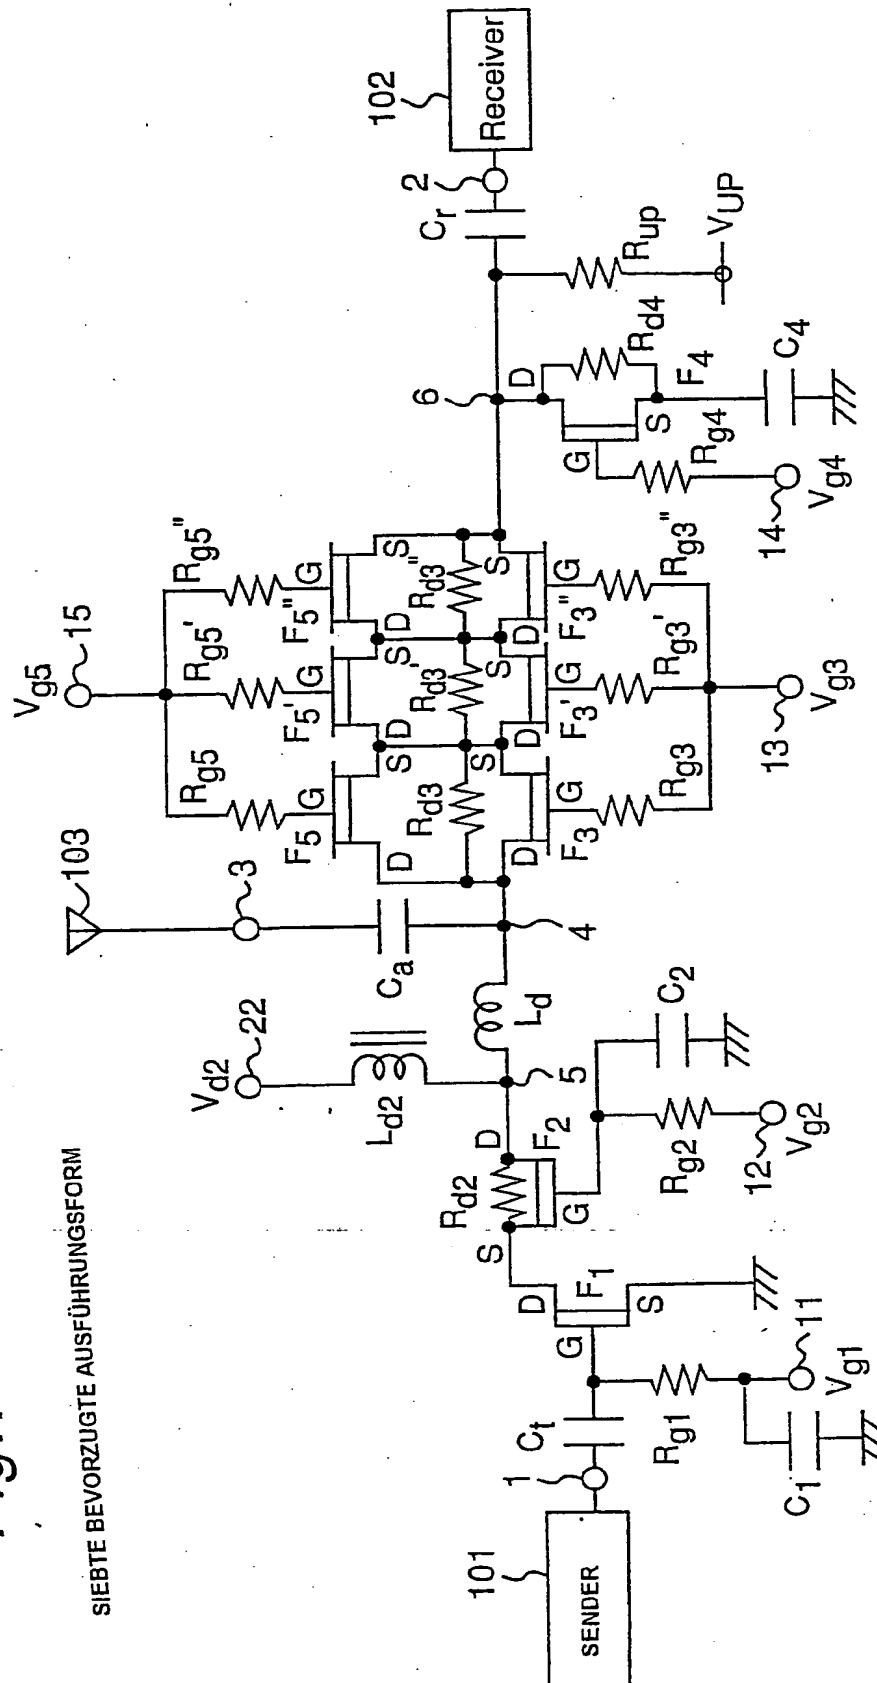 SIEBTE BEVORZUGTE AUSFÜHRUNGSFORM
101
SENDER
1
Ct
Rg1
C1
11
Vg1
G
D
F1
S
S
Rd2
D
F2
G
Rg2
12
Vg2
C2
5
Vd2
22
Ld2
Ld
4
103
3
Ca
Vg5
15
Rg5
Rg5'
Rg5"
G
G
G
F5
F5'
F5"
D
S
D
S
D
S
Rd3
Rd3'
Rd3"
D
S
D
S
D
S
F3
F3'
F3"
G
G
G
Rg3
Rg3'
Rg3"
13
Vg3
6
D
Rd4
G
S
F4
Rg4
14
Vg4
C4
Rup
VUP
Cr
2
102
Receiver